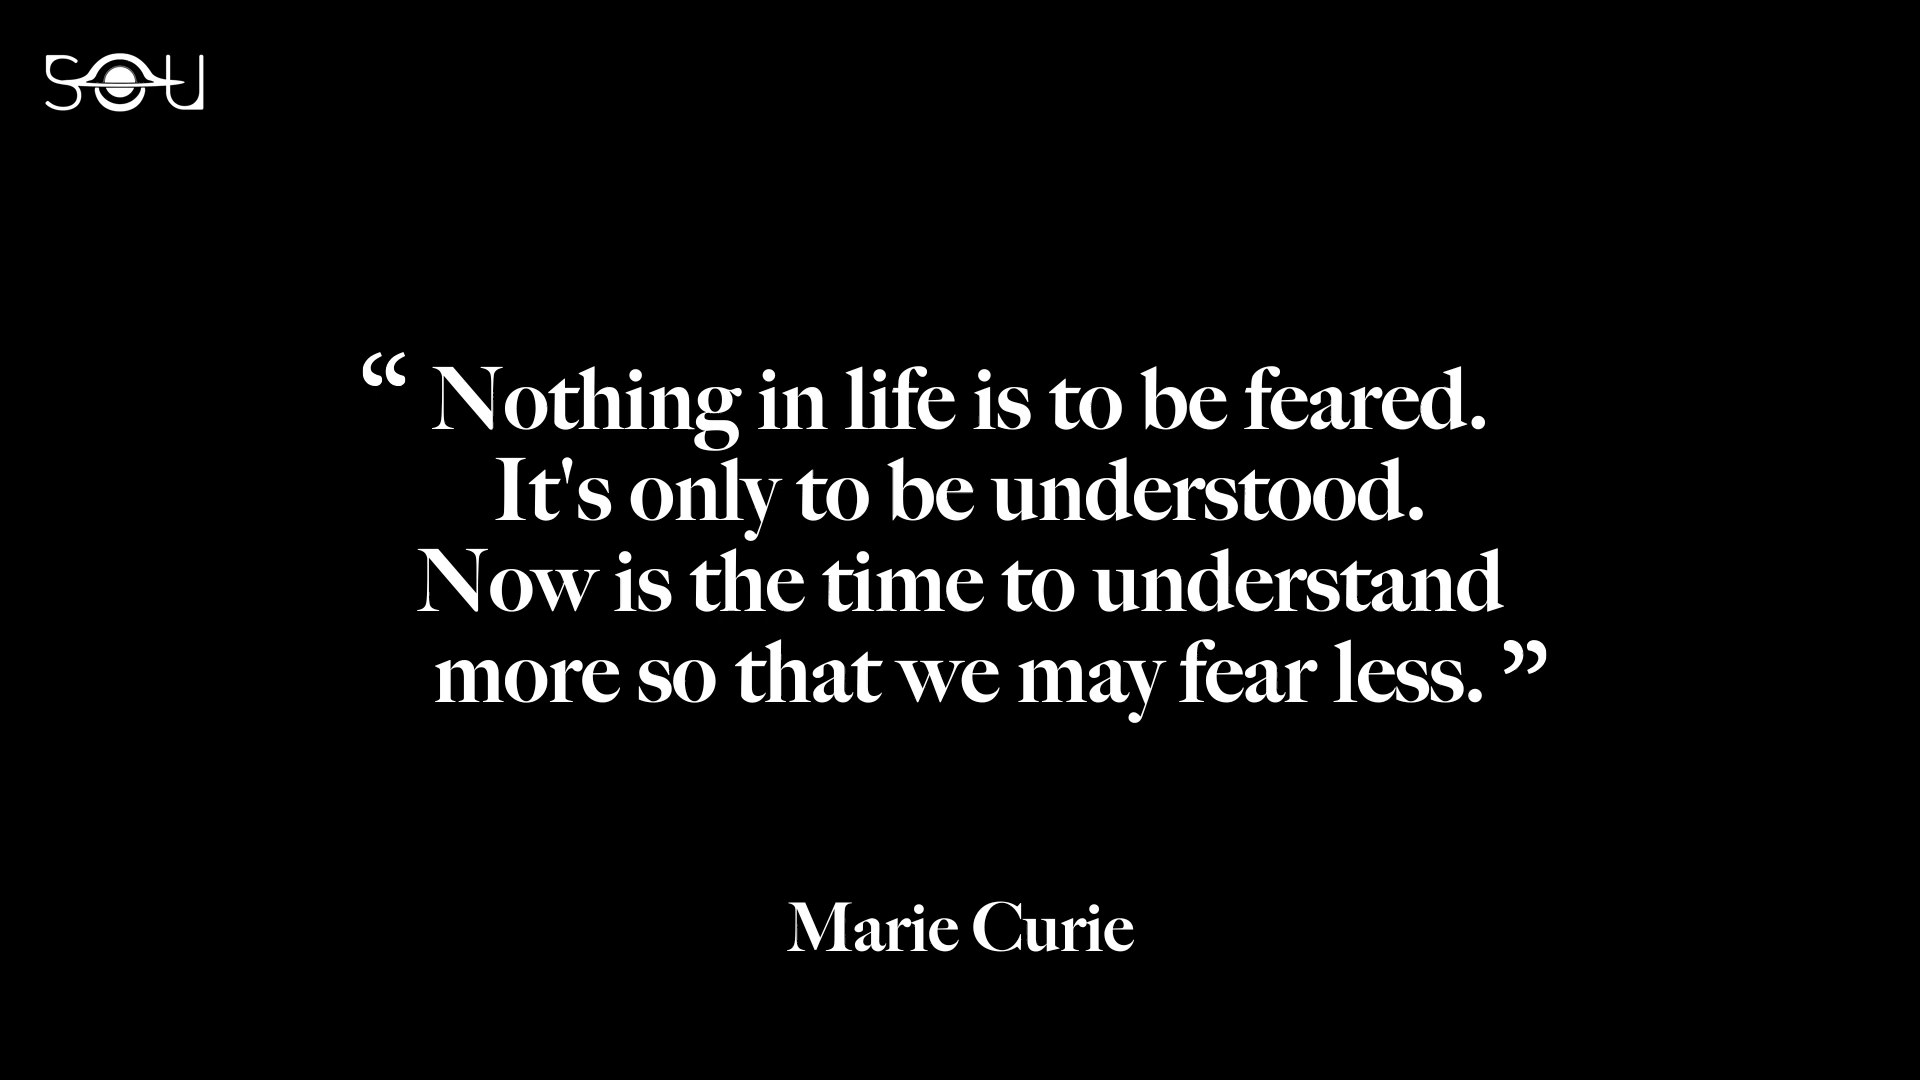 SOU
“ Nothing in life is to be feared.
It's only to be understood.
Now is the time to understand
more so that we may fear less. ”
Marie Curie